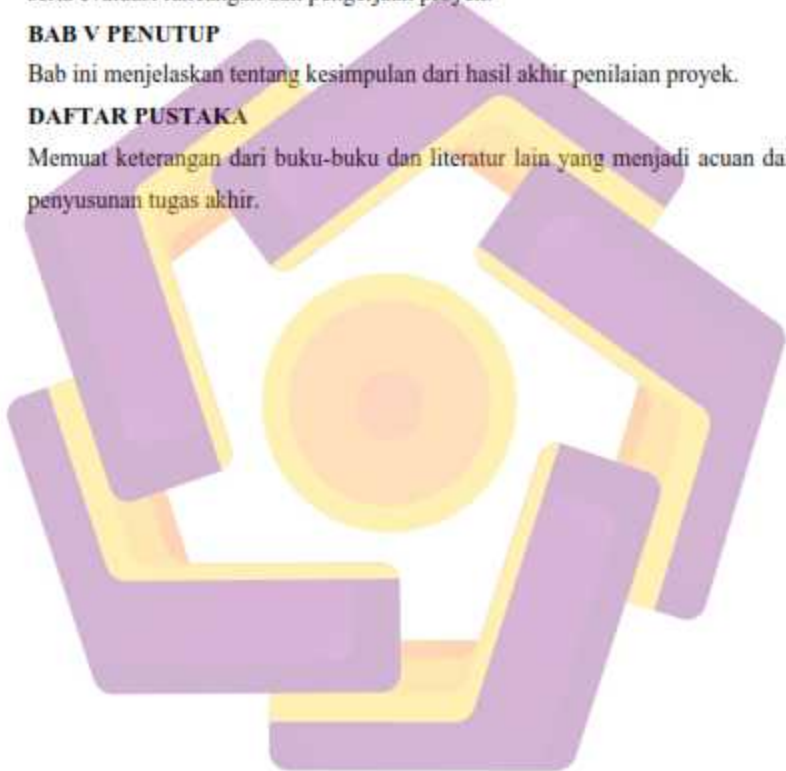 BAB V PENUTUP
Bab ini menjelaskan tentang kesimpulan dari hasil akhir penilaian proyek.
DAFTAR PUSTAKA
Memuat keterangan dari buku-buku dan literatur lain yang menjadi acuan da
penyusunan tugas akhir.